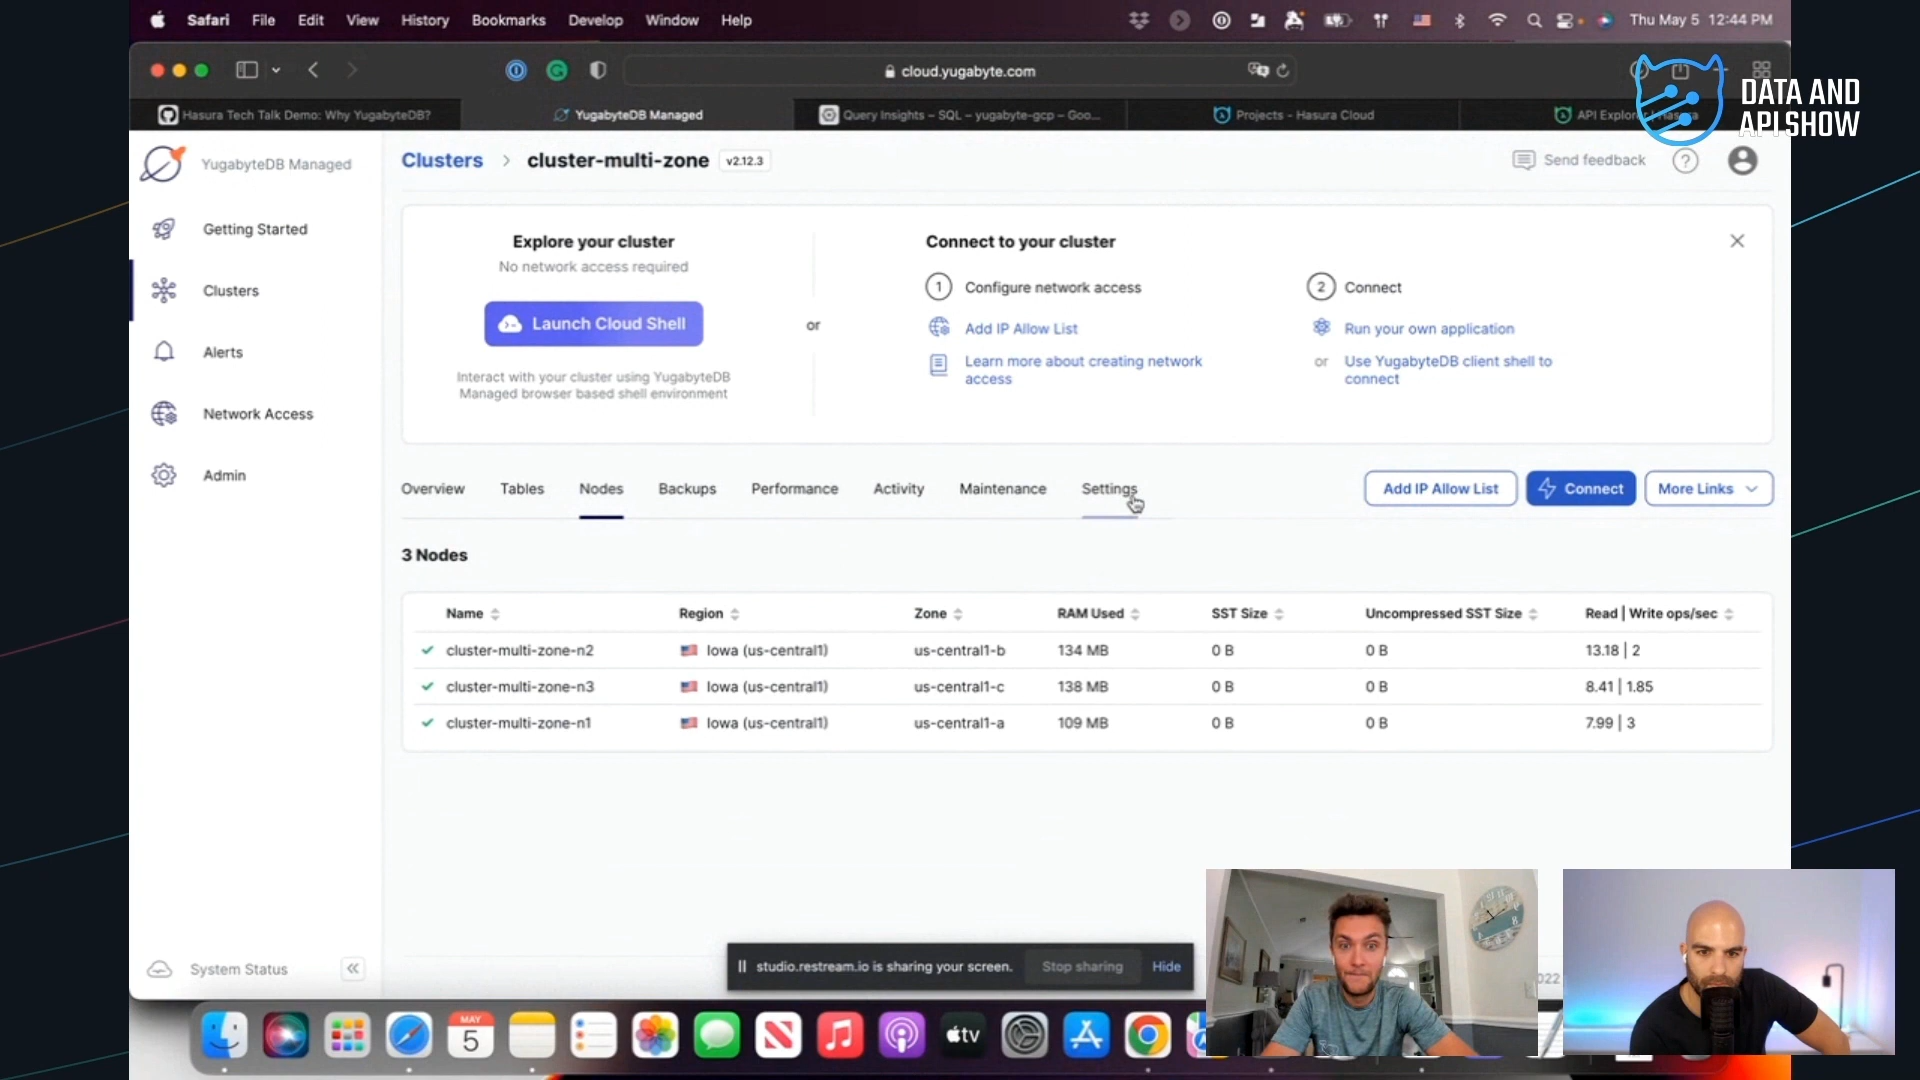 Safari File Edit View History Bookmarks Develop Window Help Thu May 5 12:44 PM
cloud.yugabyte.com
Hasura Tech Talk Demo: Why YugabyteDB?
YugabyteDB Managed
Query Insights – SQL – yugabyte-gcp – Goo...
Projects - Hasura Cloud
API Explorer
DATA AND
API SHOW
YugabyteDB Managed
Getting Started
Clusters
Alerts
Network Access
Admin
System Status
Clusters > cluster-multi-zone v2.12.3
Send feedback ?
Explore your cluster
No network access required
Launch Cloud Shell
Interact with your cluster using YugabyteDB
Managed browser based shell environment
or
Connect to your cluster
1 Configure network access
Add IP Allow List
Learn more about creating network
access
2 Connect
Run your own application
or Use YugabyteDB client shell to
connect
Overview Tables Nodes Backups Performance Activity Maintenance Settings
Add IP Allow List Connect More Links
3 Nodes
Name Region Zone RAM Used SST Size Uncompressed SST Size Read | Write ops/sec
cluster-multi-zone-n2 Iowa (us-central1) us-central1-b 134 MB 0 B 0 B 13.18 | 2
cluster-multi-zone-n3 Iowa (us-central1) us-central1-c 138 MB 0 B 0 B 8.41 | 1.85
cluster-multi-zone-n1 Iowa (us-central1) us-central1-a 109 MB 0 B 0 B 7.99 | 3
studio.restream.io is sharing your screen. Stop sharing Hide
MAY
5
tv